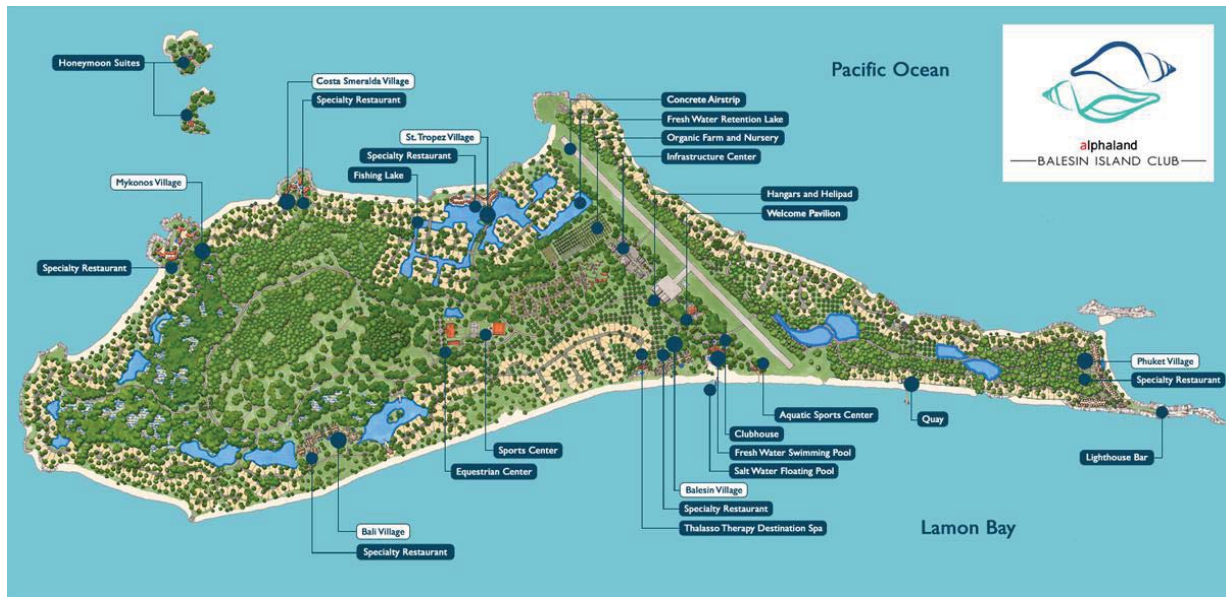 Honeymoon Suites
Costa Smeralda Village
Specialty Restaurant
St. Tropez Village
Specialty Restaurant
Fishing Lake
Mykonos Village
Specialty Restaurant
Pacific Ocean
Concrete Airstrip
Fresh Water Retention Lake
Organic Farm and Nursery
Infrastructure Center
Hangars and Helipad
Welcome Pavilion
alphaland
BALESIN ISLAND CLUB
Phuket Village
Specialty Restaurant
Lighthouse Bar
Quay
Aquatic Sports Center
Clubhouse
Fresh Water Swimming Pool
Salt Water Floating Pool
Balesin Village
Specialty Restaurant
Thalasso Therapy Destination Spa
Sports Center
Equestrian Center
Bali Village
Specialty Restaurant
Lamon Bay